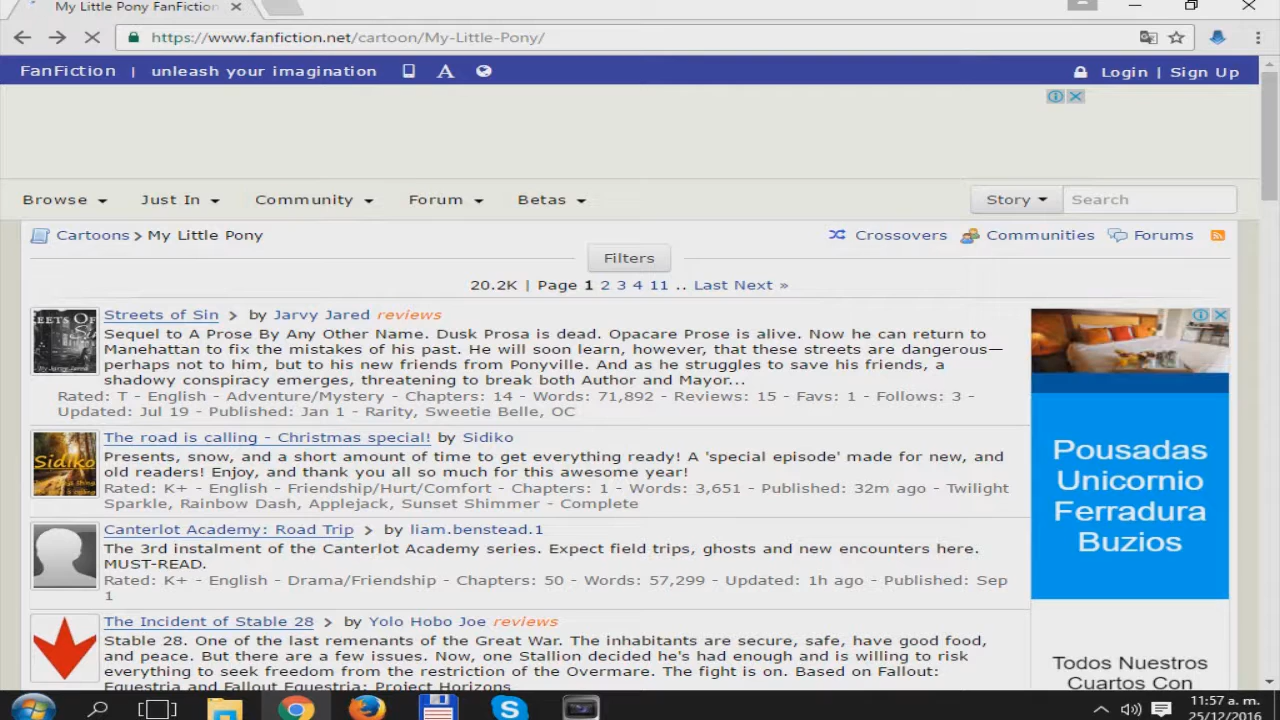 My Little Pony FanFiction
https://www.fanfiction.net/cartoon/My-Little-Pony/
FanFiction | unleash your imagination A Login | Sign Up
Browse Just In Community Forum Betas Story Search
Cartoons > My Little Pony Crossovers Communities Forums
Filters
20.2K | Page 1 2 3 4 11 .. Last Next »
Streets of Sin > by Jarvy Jared reviews
Sequel to A Prose By Any Other Name. Dusk Prosa is dead. Opacare Prose is alive. Now he can return to
Manehattan to fix the mistakes of his past. He will soon learn, however, that these streets are dangerous—
perhaps not to him, but to his new friends from Ponyville. And as he struggles to save his friends, a
shadowy conspiracy emerges, threatening to break both Author and Mayor...
Rated: T - English - Adventure/Mystery - Chapters: 14 - Words: 71,892 - Reviews: 15 - Favs: 1 - Follows: 3 -
Updated: Jul 19 - Published: Jan 1 - Rarity, Sweetie Belle, OC
The road is calling - Christmas special! by Sidiko
Sidiko
Presents, snow, and a short amount of time to get everything ready! A 'special episode' made for new, and
old readers! Enjoy, and thank you all so much for this awesome year!
Rated: K+ - English - Friendship/Hurt/Comfort - Chapters: 1 - Words: 3,651 - Published: 32m ago - Twilight
Sparkle, Rainbow Dash, Applejack, Sunset Shimmer - Complete
Canterlot Academy: Road Trip > by liam.benstead.1
The 3rd instalment of the Canterlot Academy series. Expect field trips, ghosts and new encounters here.
MUST-READ.
Rated: K+ - English - Drama/Friendship - Chapters: 50 - Words: 57,299 - Updated: 1h ago - Published: Sep
1
The Incident of Stable 28 > by Yolo Hobo Joe reviews
Stable 28. One of the last remenants of the Great War. The inhabitants are secure, safe, have good food,
and peace. But there are a few issues. Now, one Stallion decided he's had enough and is willing to risk
everything to seek freedom from the restriction of the Overmare. The fight is on. Based on Fallout:
Equestria and Fallout Equestria: Project Horizons
Pousadas
Unicornio
Ferradura
Buzios
Todo Nuestros
Cuartos Con
11:57 a. m.
25/12/2016